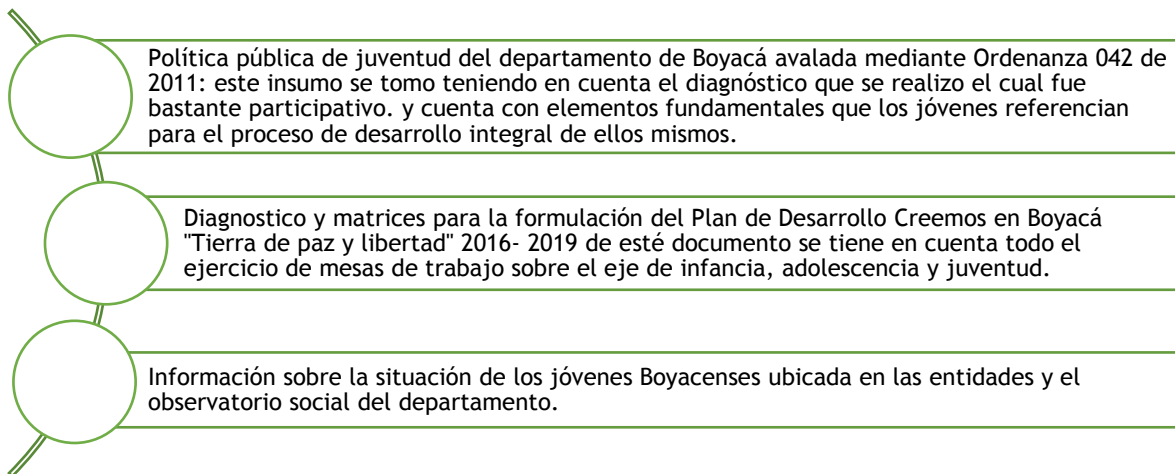 Política pública de juventud del departamento de Boyacá avalada mediante Ordenanza 042 de
2011: este insumo se tomo teniendo en cuenta el diagnóstico que se realizo el cual fue
bastante participativo. y cuenta con elementos fundamentales que los jóvenes referencian
para el proceso de desarrollo integral de ellos mismos.
Diagnostico y matrices para la formulación del Plan de Desarrollo Creemos en Boyacá
"Tierra de paz y libertad" 2016- 2019 de esté documento se tiene en cuenta todo el
ejercicio de mesas de trabajo sobre el eje de infancia, adolescencia y juventud.
Información sobre la situación de los jóvenes Boyacenses ubicada en las entidades y el
observatorio social del departamento.